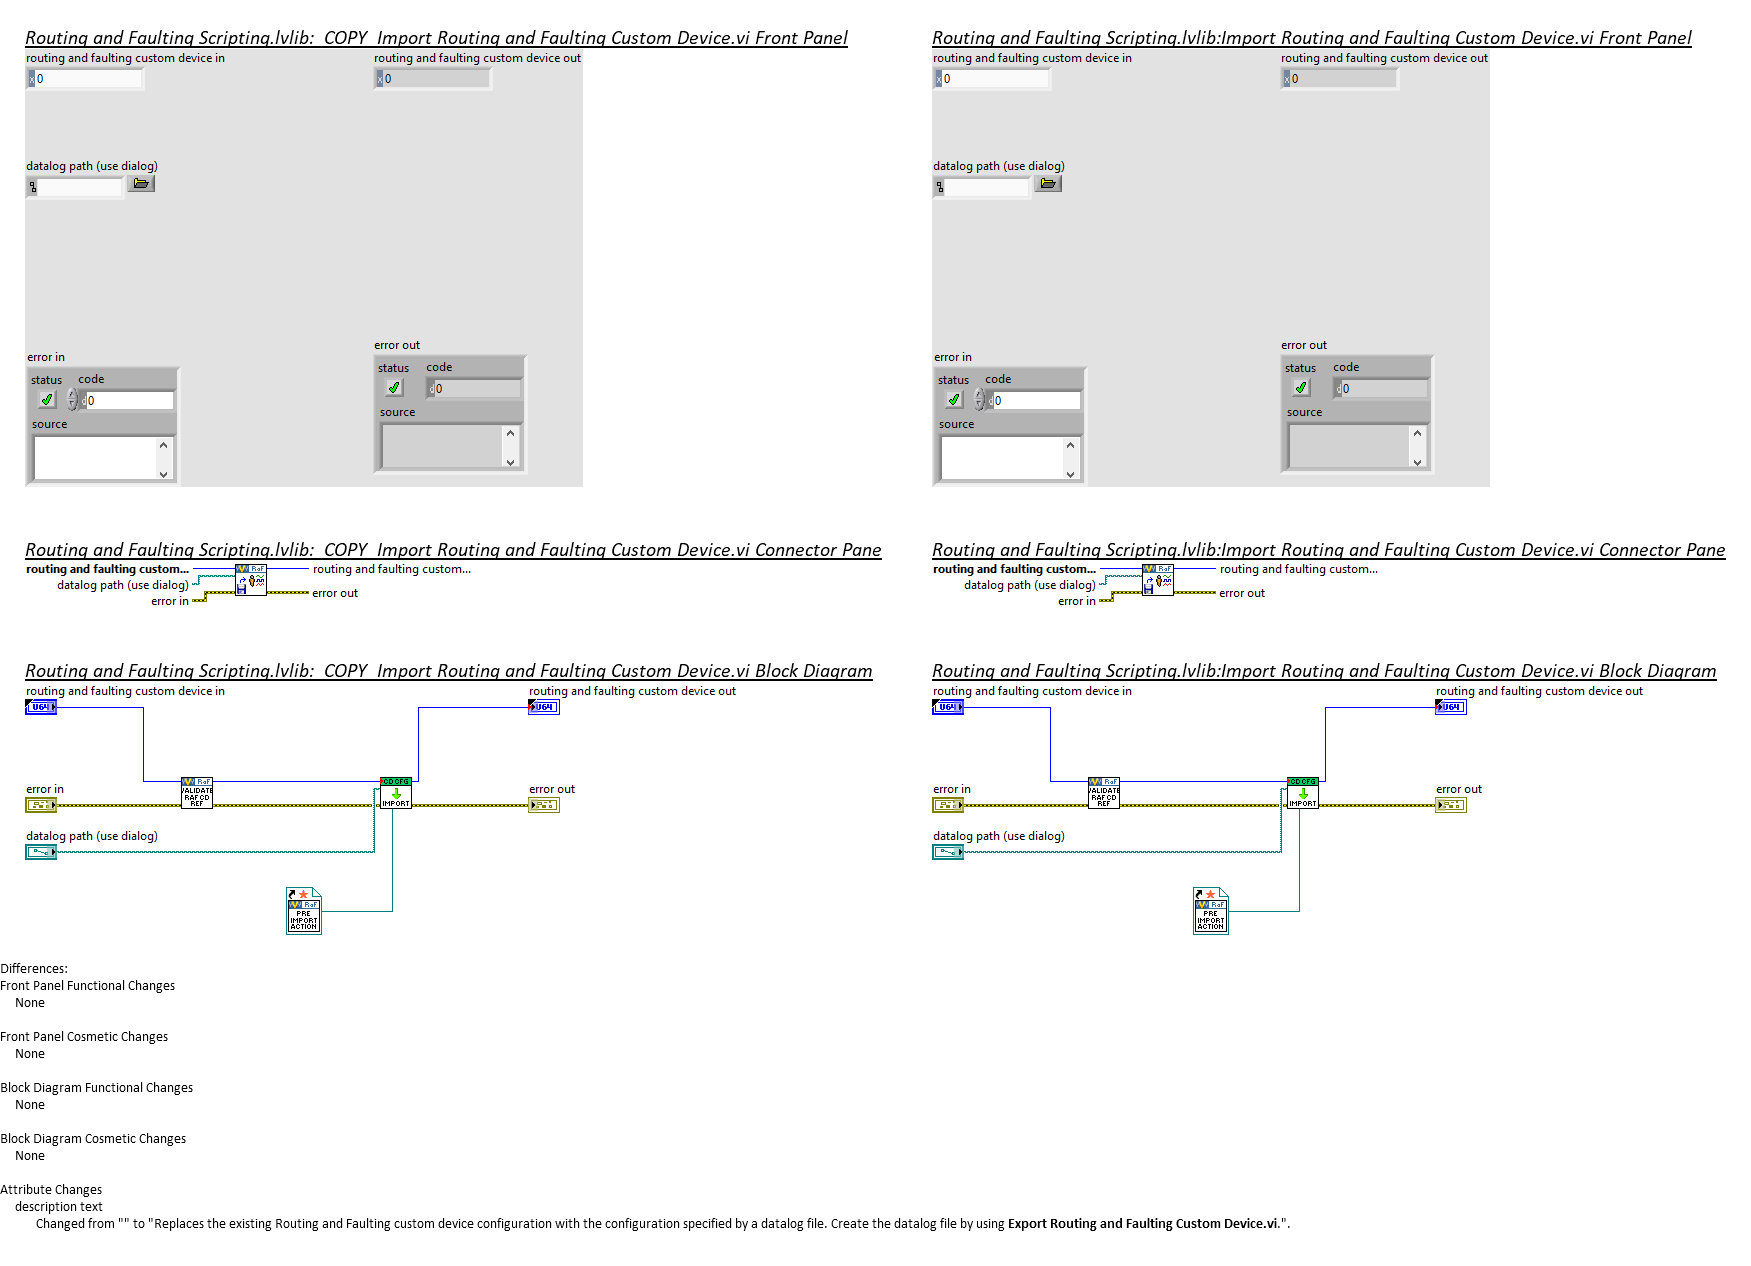 Routing and Faulting Scripting.lvlib:  COPY  Import Routing and Faulting Custom Device.vi Front Panel
routing and faulting custom device in
routing and faulting custom device out
0
0
datalog path (use dialog)
error in
status
code
0
source
error out
status
code
d 0
source
Routing and Faulting Scripting.lvlib:Import Routing and Faulting Custom Device.vi Front Panel
routing and faulting custom device in
routing and faulting custom device out
x 0
x 0
datalog path (use dialog)
error in
status
code
d 0
source
error out
status
code
d 0
source
Routing and Faulting Scripting.lvlib:  COPY  Import Routing and Faulting Custom Device.vi Connector Pane
routing and faulting custom...
datalog path (use dialog)
error in
RaF
routing and faulting custom...
error out
Routing and Faulting Scripting.lvlib:Import Routing and Faulting Custom Device.vi Connector Pane
routing and faulting custom...
datalog path (use dialog)
error in
RaF
routing and faulting custom...
error out
Routing and Faulting Scripting.lvlib:  COPY  Import Routing and Faulting Custom Device.vi Block Diagram
routing and faulting custom device in
U64
routing and faulting custom device out
U64
error in
RaF
VALIDATE
RAF CD
REF
CD CFG
IMPORT
error out
datalog path (use dialog)
RaF
PRE
IMPORT
ACTION
Routing and Faulting Scripting.lvlib:Import Routing and Faulting Custom Device.vi Block Diagram
routing and faulting custom device in
U64
routing and faulting custom device out
U64
error in
RaF
VALIDATE
RAF CD
REF
CD CFG
IMPORT
error out
datalog path (use dialog)
RaF
PRE
IMPORT
ACTION
Differences:
Front Panel Functional Changes
None
Front Panel Cosmetic Changes
None
Block Diagram Functional Changes
None
Block Diagram Cosmetic Changes
None
Attribute Changes
description text
Changed from "" to "Replaces the existing Routing and Faulting custom device configuration with the configuration specified by a datalog file. Create the datalog file by using Export Routing and Faulting Custom Device.vi.".